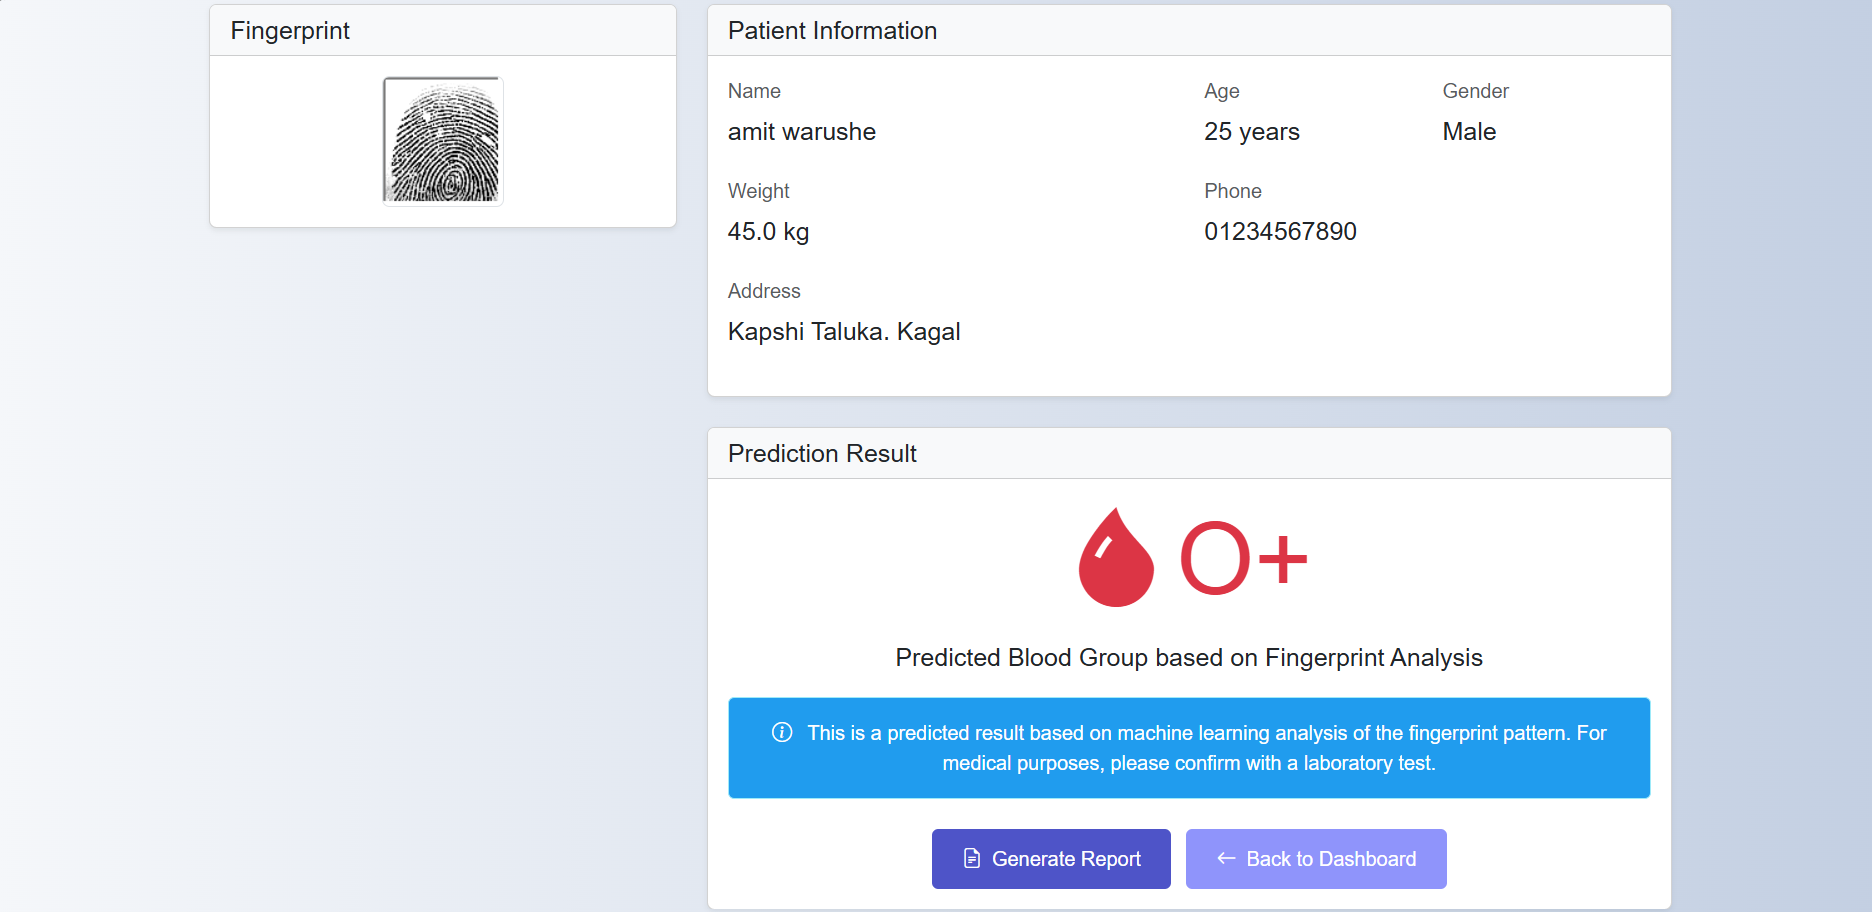 Fingerprint
Patient Information
Name
Age
Gender
amit warushe
25 years
Male
Weight
Phone
45.0 kg
01234567890
Address
Kapshi Taluka. Kagal
Prediction Result
O+
Predicted Blood Group based on Fingerprint Analysis
This is a predicted result based on machine learning analysis of the fingerprint pattern. For
medical purposes, please confirm with a laboratory test.
Generate Report
Back to Dashboard